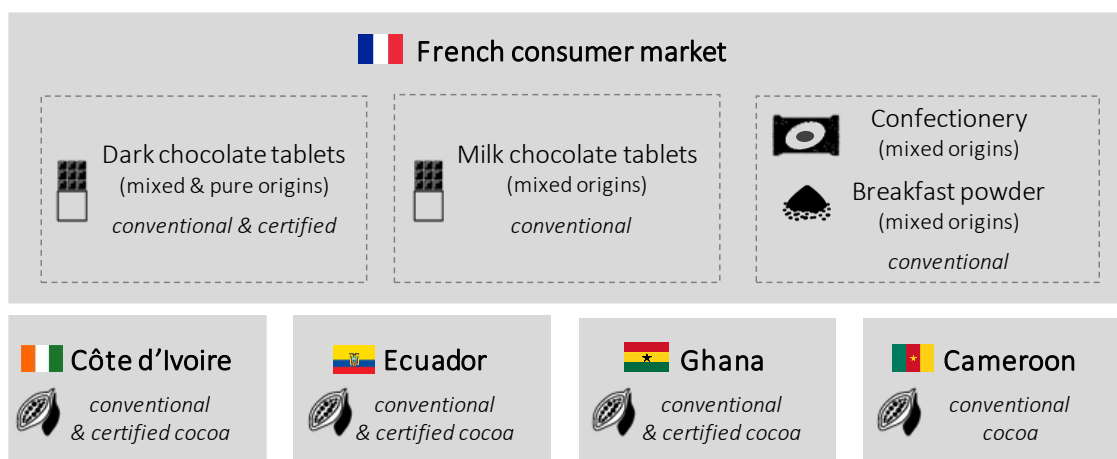 French consumer market
Dark chocolate tablets
(mixed & pure origins)
conventional & certified
Milk chocolate tablets
(mixed origins)
conventional
Confectionery
(mixed origins)
Breakfast powder
(mixed origins)
conventional
Côte d’Ivoire
conventional
& certified cocoa
Ecuador
conventional
& certified cocoa
Ghana
conventional
& certified cocoa
Cameroon
conventional
cocoa